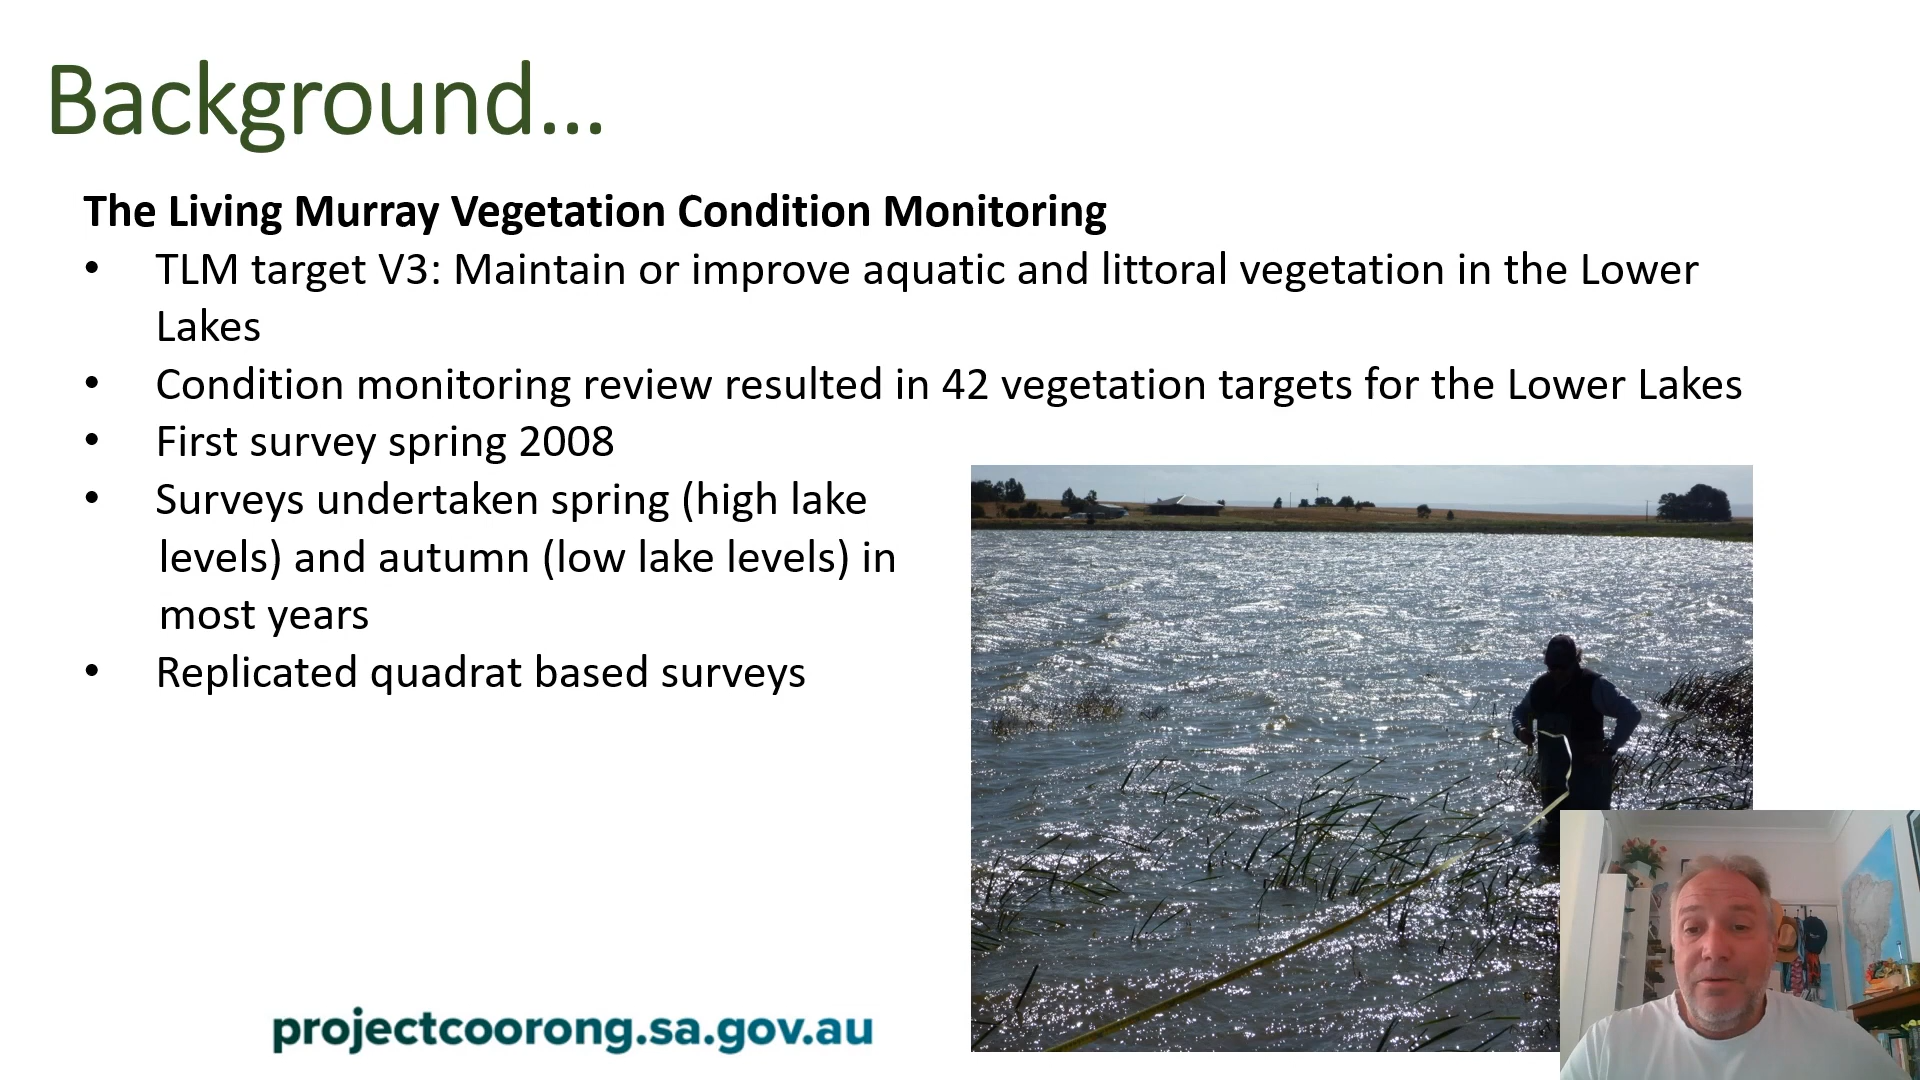 Background...
The Living Murray Vegetation Condition Monitoring
• TLM target V3: Maintain or improve aquatic and littoral vegetation in the Lower
Lakes
• Condition monitoring review resulted in 42 vegetation targets for the Lower Lakes
• First survey spring 2008
• Surveys undertaken spring (high lake
levels) and autumn (low lake levels) in
most years
• Replicated quadrat based surveys
projectcoorong.sa.gov.au